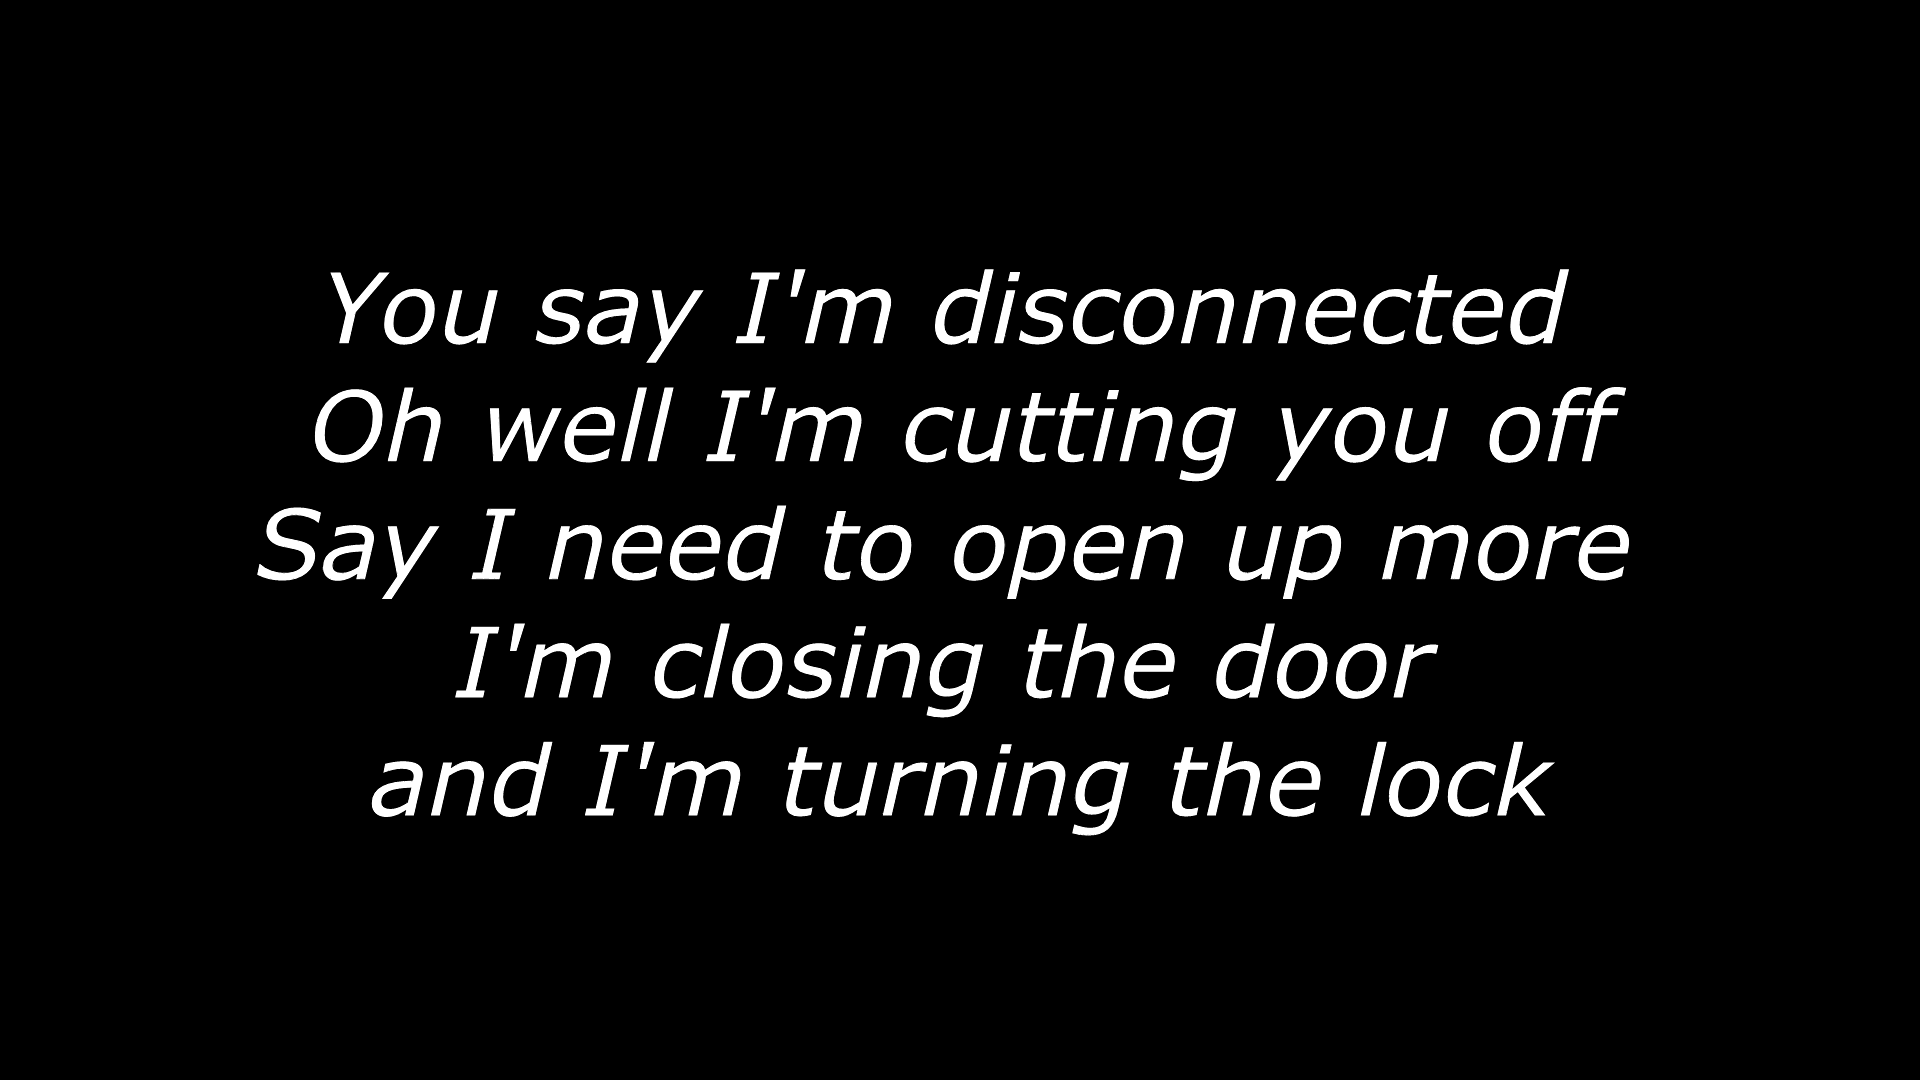 You say I'm disconnected
Oh well I'm cutting you off
Say I need to open up more
I'm closing the door
and I'm turning the lock